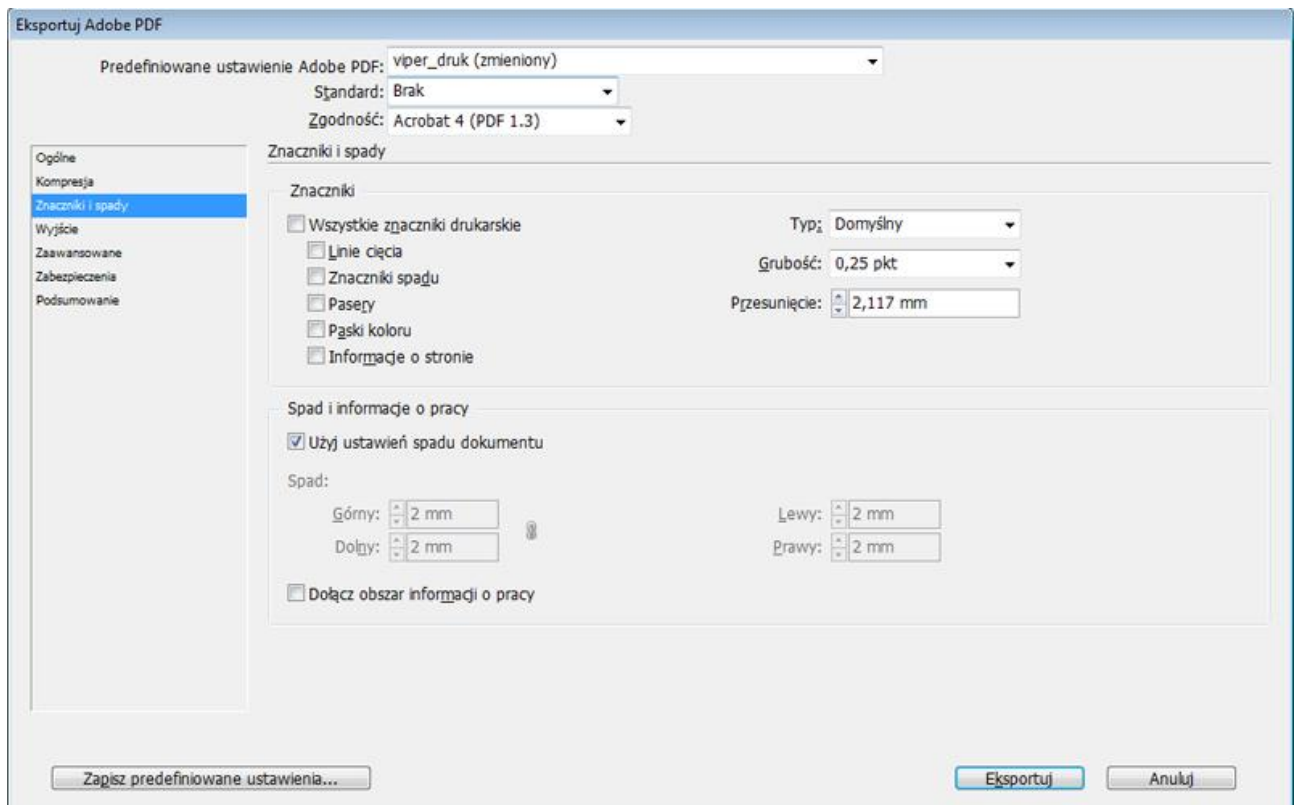 Eksportuj Adobe PDF
Predefiniowane ustawienie Adobe PDF: viper_druk (zmieniony)
Standard: Brak
Zgodność: Acrobat 4 (PDF 1.3)
Ogólne
Kompresja
Znaczniki i spady
Wyjście
Zaawansowane
Zabezpieczenia
Podsumowanie
Znaczniki i spady
Znaczniki
Wszystkie znaczniki drukarskie
Linie cięcia
Znaczniki spadu
Pasery
Paski koloru
Informacje o stronie
Typ: Domyślny
Grubość: 0,25 pkt
Przesunięcie: 2,117 mm
Spad i informacje o pracy
Użyj ustawień spadu dokumentu
Spad:
Górny: 2 mm
Dolny: 2 mm
Lewy: 2 mm
Prawy: 2 mm
Dołącz obszar informacji o pracy
Zapisz predefiniowane ustawienia...
Eksportuj
Anuluj